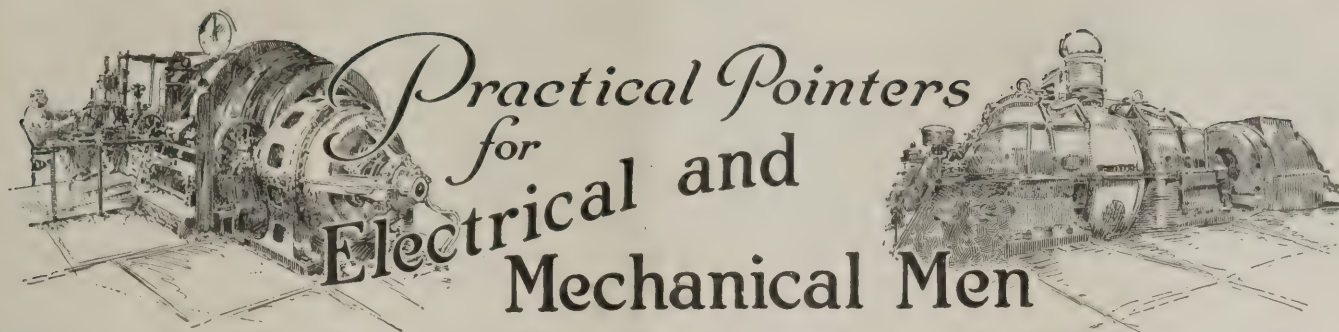 Practical Pointers
for
Electrical and
Mechanical Men